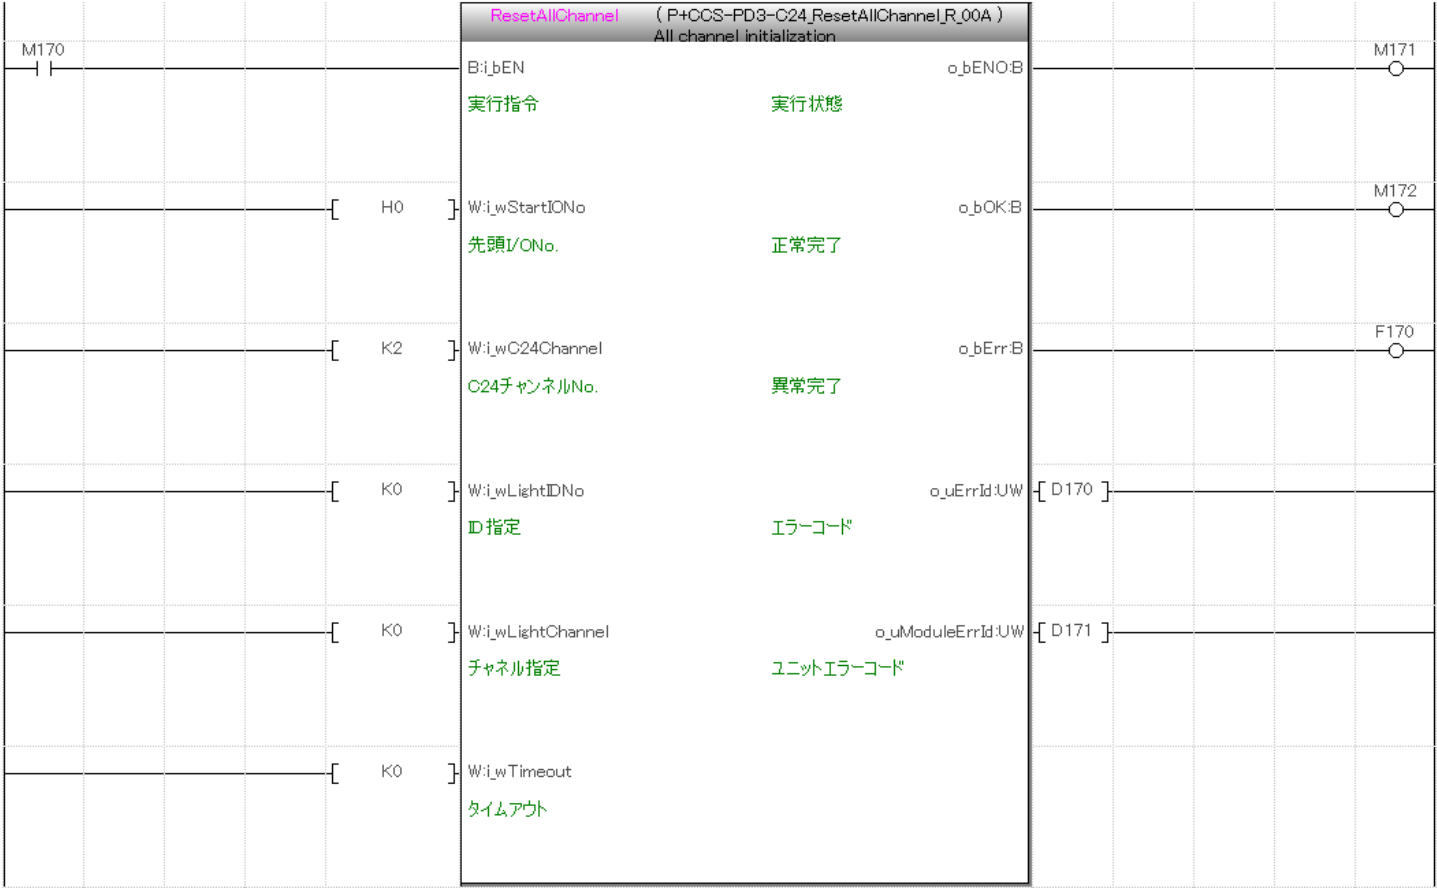 ResetAllChannel ( P+CCS-PD3-C24_ResetAllChannel_R_00A )
All channel initialization
M170 M171
B:i_bEN o_bENO:B
実行指令 実行状態
M172
H0 W:i_wStartIONo o_bOK:B
先頭I/ONo. 正常完了
F170
K2 W:i_wC24Channel o_bErr:B
C24チャンネルNo. 異常完了
K0 W:i_wLightIDNo o_uErrId:UW D170
ID指定 エラーコード
K0 W:i_wLightChannel o_uModuleErrId:UW D171
チャネル指定 ユニットエラーコード
K0 W:i_wTimeout
タイムアウト